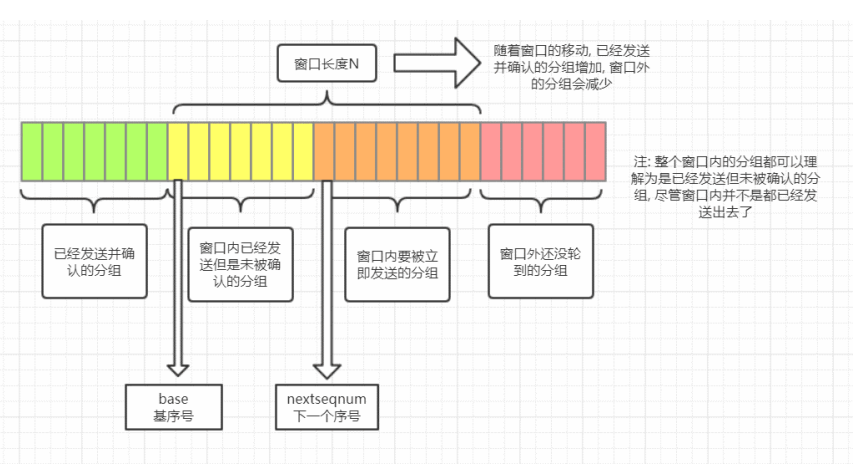 窗口长度N
随着窗口的移动, 已经发送
并确认的分组增加, 窗口外
的分组会减少
注: 整个窗口内的分组都可以理
解为是已经发送但未被确认的分
组, 尽管窗口内并不是都已经发
送出去了
已经发送并确
认的分组
窗口内已经发
送但是未被确
认的分组
窗口内要被立
即发送的分组
窗口外还没轮
到的分组
base
基序号
nextseqnum
下一个序号